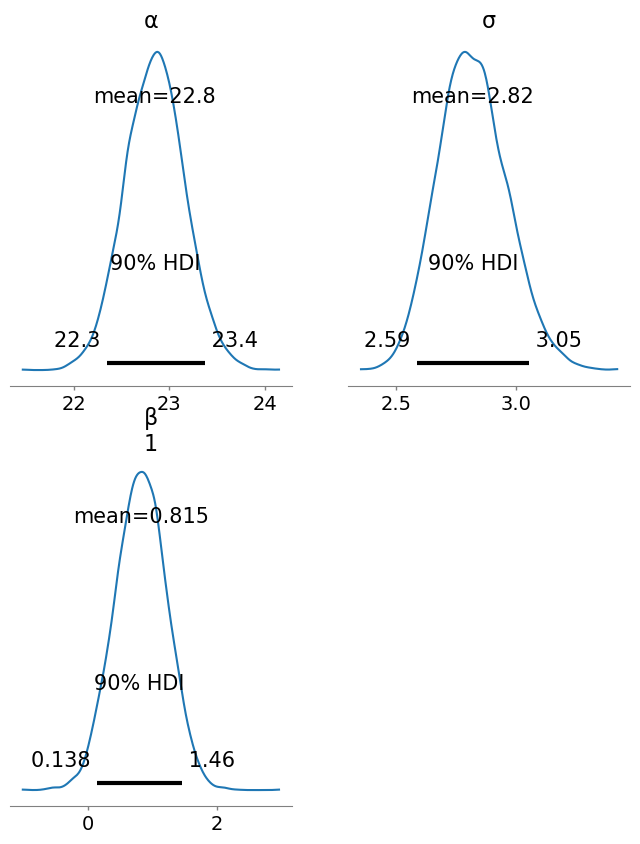 α
mean=22.8
90% HDI
22.3 23.4
22 23 24
σ
mean=2.82
90% HDI
2.59 3.05
2.5 3.0
β
1
mean=0.815
90% HDI
0.138 1.46
0 2